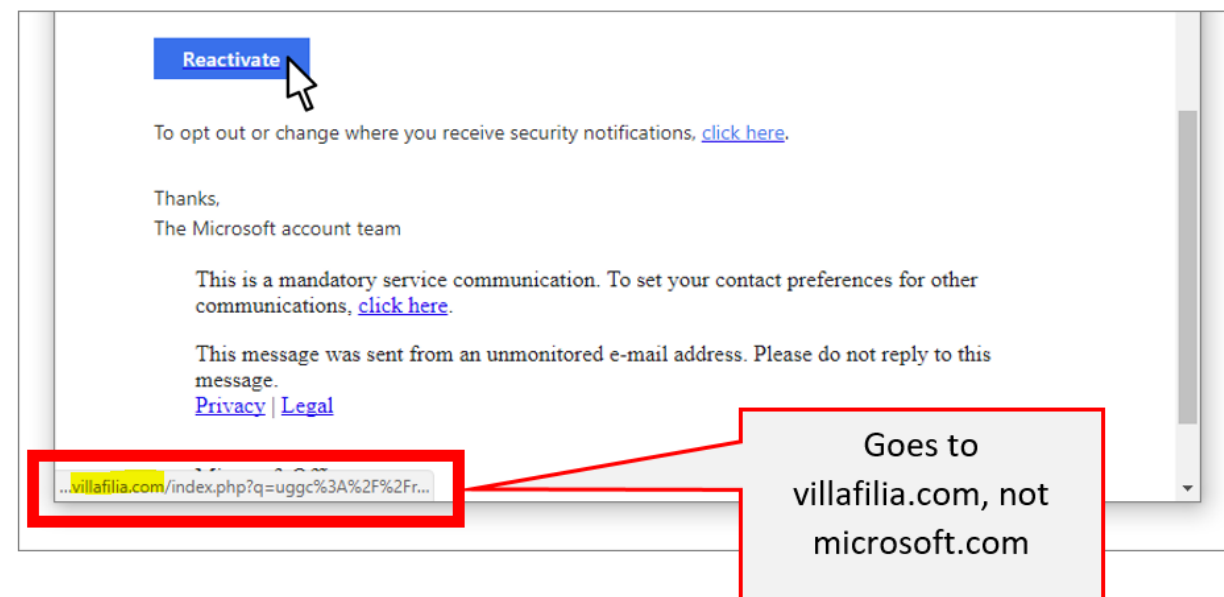 Reactivate
To opt out or change where you receive security notifications, click here.
Thanks,
The Microsoft account team
This is a mandatory service communication. To set your contact preferences for other
communications, click here.
This message was sent from an unmonitored e-mail address. Please do not reply to this
message.
Privacy | Legal
...villafilia.com/index.php?q=uggc%3A%2F%2Fr...
Goes to
villafilia.com, not
microsoft.com